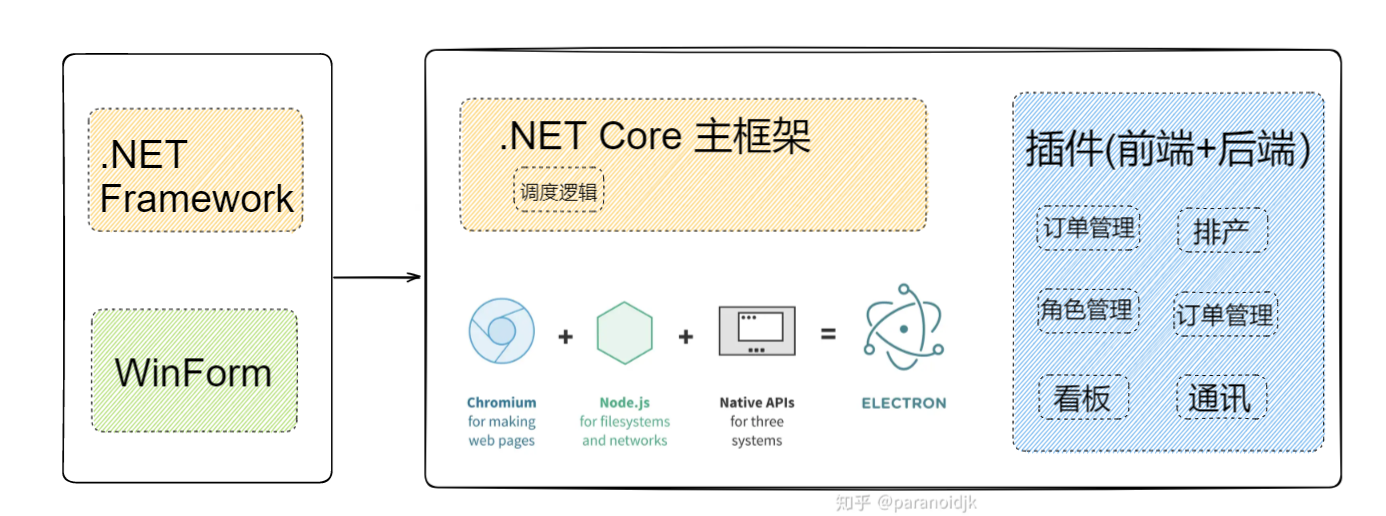 .NET
Framework
WinForm
.NET Core 主框架
调度逻辑
Chromium
for making
web pages
+
Node.js
for filesystems
and networks
+
Native APIs
for three
systems
=
ELECTRON
插件(前端+后端)
订单管理
排产
角色管理
订单管理
看板
通讯
知乎 @paranoidjk